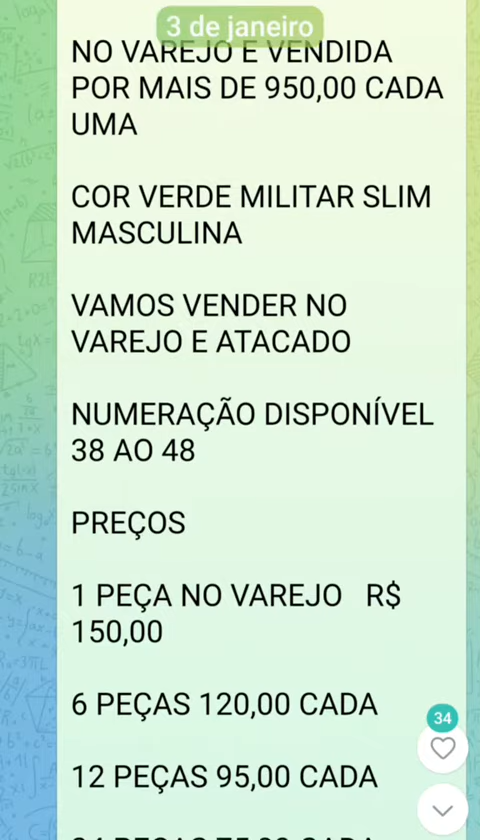 3 de janeiro
NO VAREJO E VENDIDA
POR MAIS DE 950,00 CADA
UMA
COR VERDE MILITAR SLIM
MASCULINA
VAMOS VENDER NO
VAREJO E ATACADO
NUMERAÇÃO DISPONÍVEL
38 AO 48
PREÇOS
1 PEÇA NO VAREJO R$
150,00
6 PEÇAS 120,00 CADA
34
12 PEÇAS 95,00 CADA